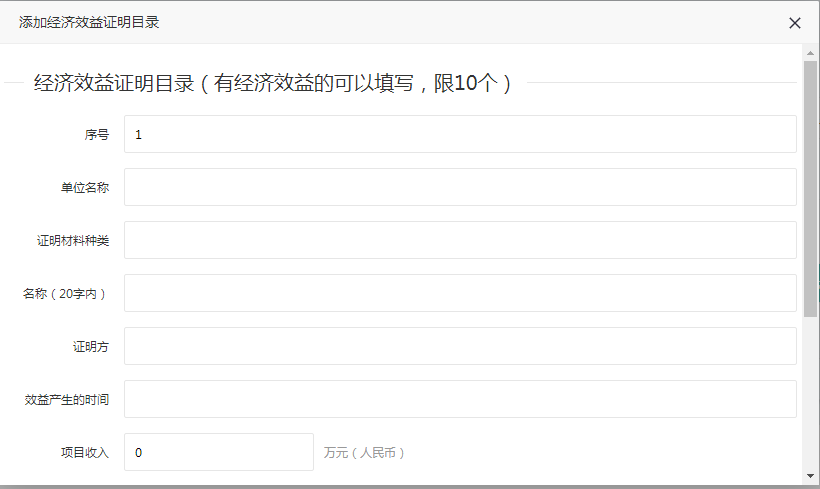 添加经济效益证明目录
经济效益证明目录（有经济效益的可以填写，限10个）
序号 1
单位名称
证明材料种类
名称（20字内）
证明方
效益产生的时间
项目收入 0 万元（人民币）